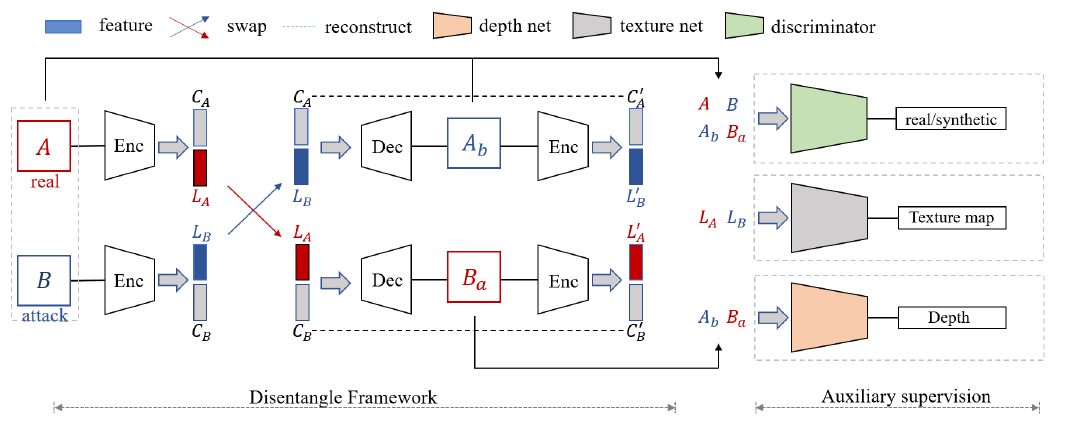 feature swap reconstruct depth net texture net discriminator
C_A C_A C'_A
A Enc Dec A_b Enc
real
L_A L_B L'_B
A B
A_b B_a
real/synthetic
L_B L_A L'_A
L_A L_B Texture map
B Enc Dec B_a Enc
attack
C_B C_B C'_B
A_b B_a Depth
Disentangle Framework Auxiliary supervision